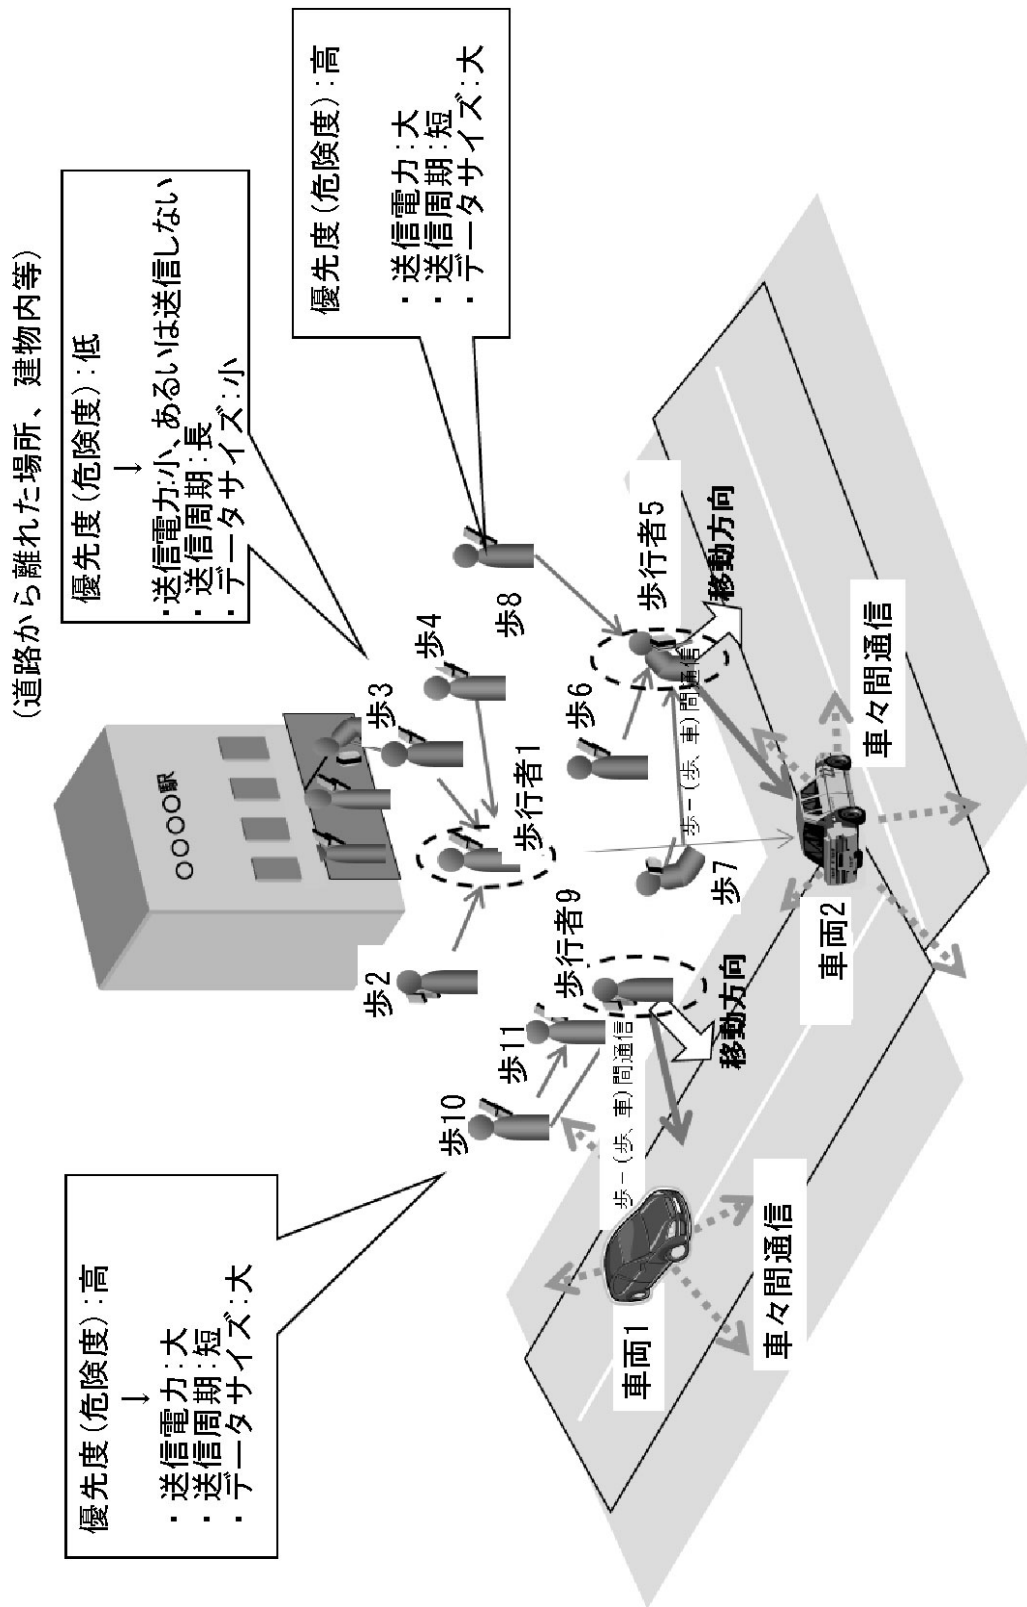 (道路から離れた場所、建物内等)
優先度(危険度):低
↓
・送信電力:小、あるいは送信しない
・送信周期:長
・データサイズ:小
優先度(危険度):高
・送信電力:大
・送信周期:短
・データサイズ:大
優先度(危険度):高
↓
・送信電力:大
・送信周期:短
・データサイズ:大
〇〇〇〇駅
歩2
歩3
歩4
歩行者1
歩8
歩10
歩11
歩行者9
歩6
歩行者5
歩7
歩-(歩、車)間通信
歩-(歩、車)間通信
移動方向
移動方向
車両1
車両2
車々間通信
車々間通信